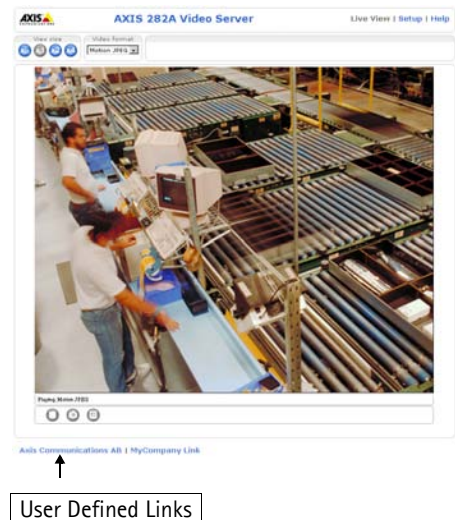 AXIS
AXIS 282A Video Server
Live View | Setup | Help
View size
Video Format
Motion JPEG
Playing Motion JPEG
Axis Communications AB | MyCompany Link
User Defined Links